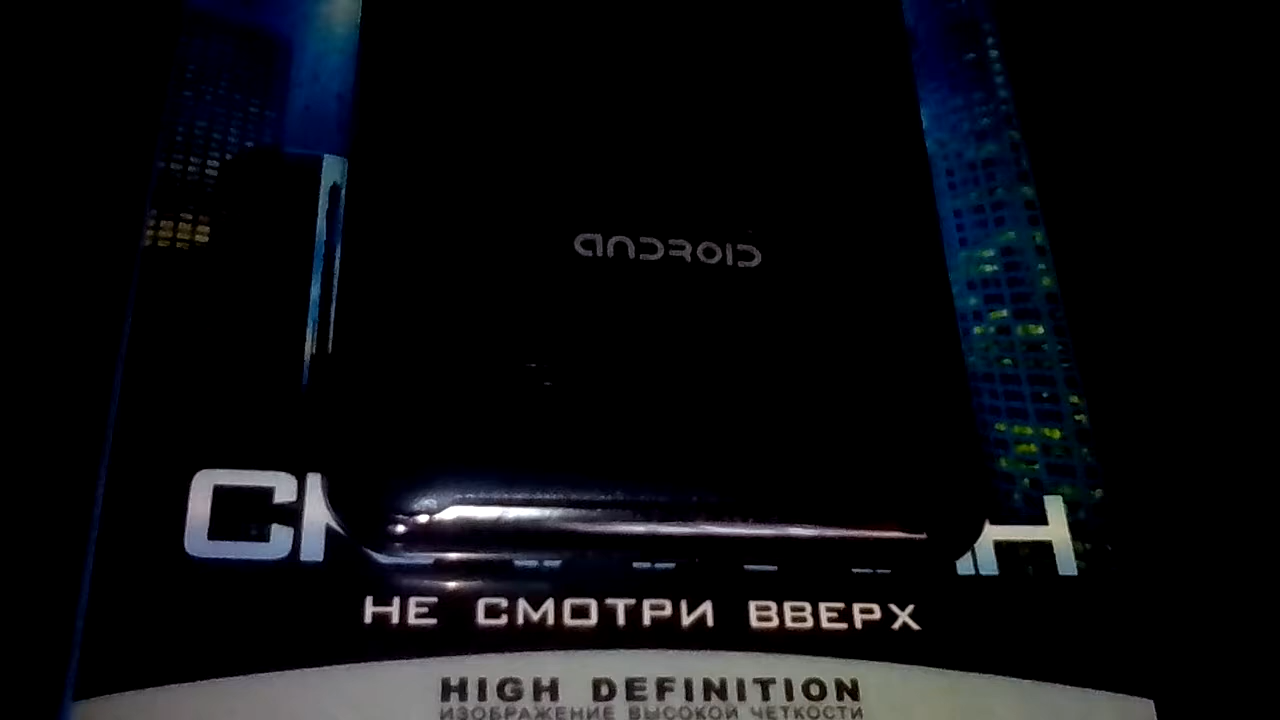 ANDROID
НЕ СМОТРИ ВВЕРХ
HIGH DEFINITION
ИЗОБРАЖЕНИЕ ВЫСОКОЙ ЧЕТКОСТИ